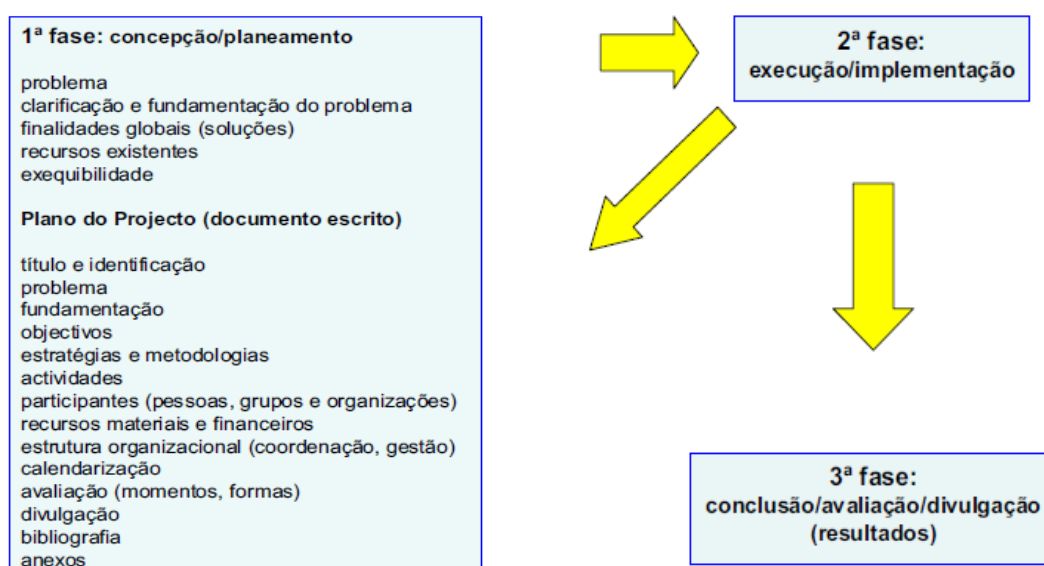 1ª fase: concepção/planeamento
problema
clarificação e fundamentação do problema
finalidades globais (soluções)
recursos existentes
exequibilidade
Plano do Projecto (documento escrito)
título e identificação
problema
fundamentação
objectivos
estratégias e metodologias
actividades
participantes (pessoas, grupos e organizações)
recursos materiais e financeiros
estrutura organizacional (coordenação, gestão)
calendarização
avaliação (momentos, formas)
divulgação
bibliografia
anexos
2ª fase:
execução/implementação
3ª fase:
conclusão/avaliação/divulgação
(resultados)